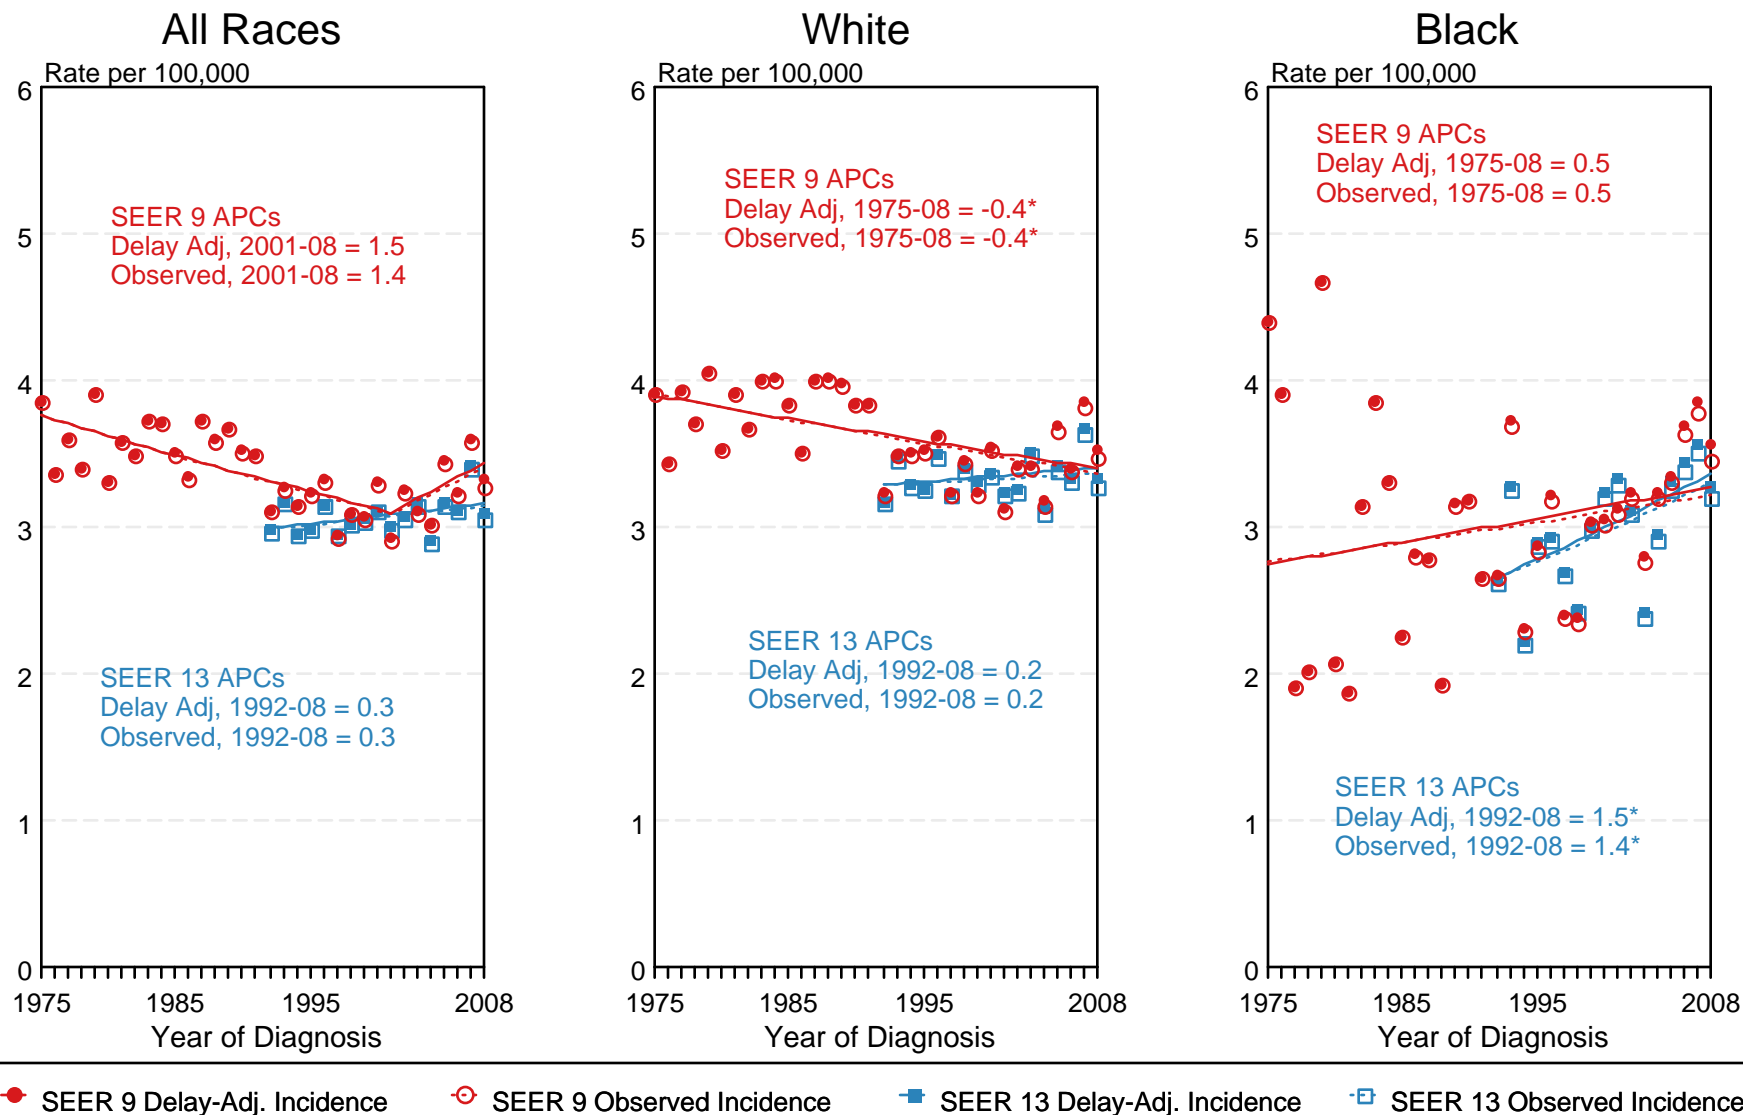 All Races
Rate per 100,000
6
5
4
3
2
1
0
SEER 9 APCs
Delay Adj, 2001-08 = 1.5
Observed, 2001-08 = 1.4
SEER 13 APCs
Delay Adj, 1992-08 = 0.3
Observed, 1992-08 = 0.3
1975 1985 1995 2008
Year of Diagnosis
White
Rate per 100,000
6
5
4
3
2
1
0
SEER 9 APCs
Delay Adj, 1975-08 = -0.4*
Observed, 1975-08 = -0.4*
SEER 13 APCs
Delay Adj, 1992-08 = 0.2
Observed, 1992-08 = 0.2
1975 1985 1995 2008
Year of Diagnosis
Black
Rate per 100,000
6
5
4
3
2
1
0
SEER 9 APCs
Delay Adj, 1975-08 = 0.5
Observed, 1975-08 = 0.5
SEER 13 APCs
Delay Adj, 1992-08 = 1.5*
Observed, 1992-08 = 1.4*
1975 1985 1995 2008
Year of Diagnosis
SEER 9 Delay-Adj. Incidence SEER 9 Observed Incidence SEER 13 Delay-Adj. Incidence SEER 13 Observed Incidence